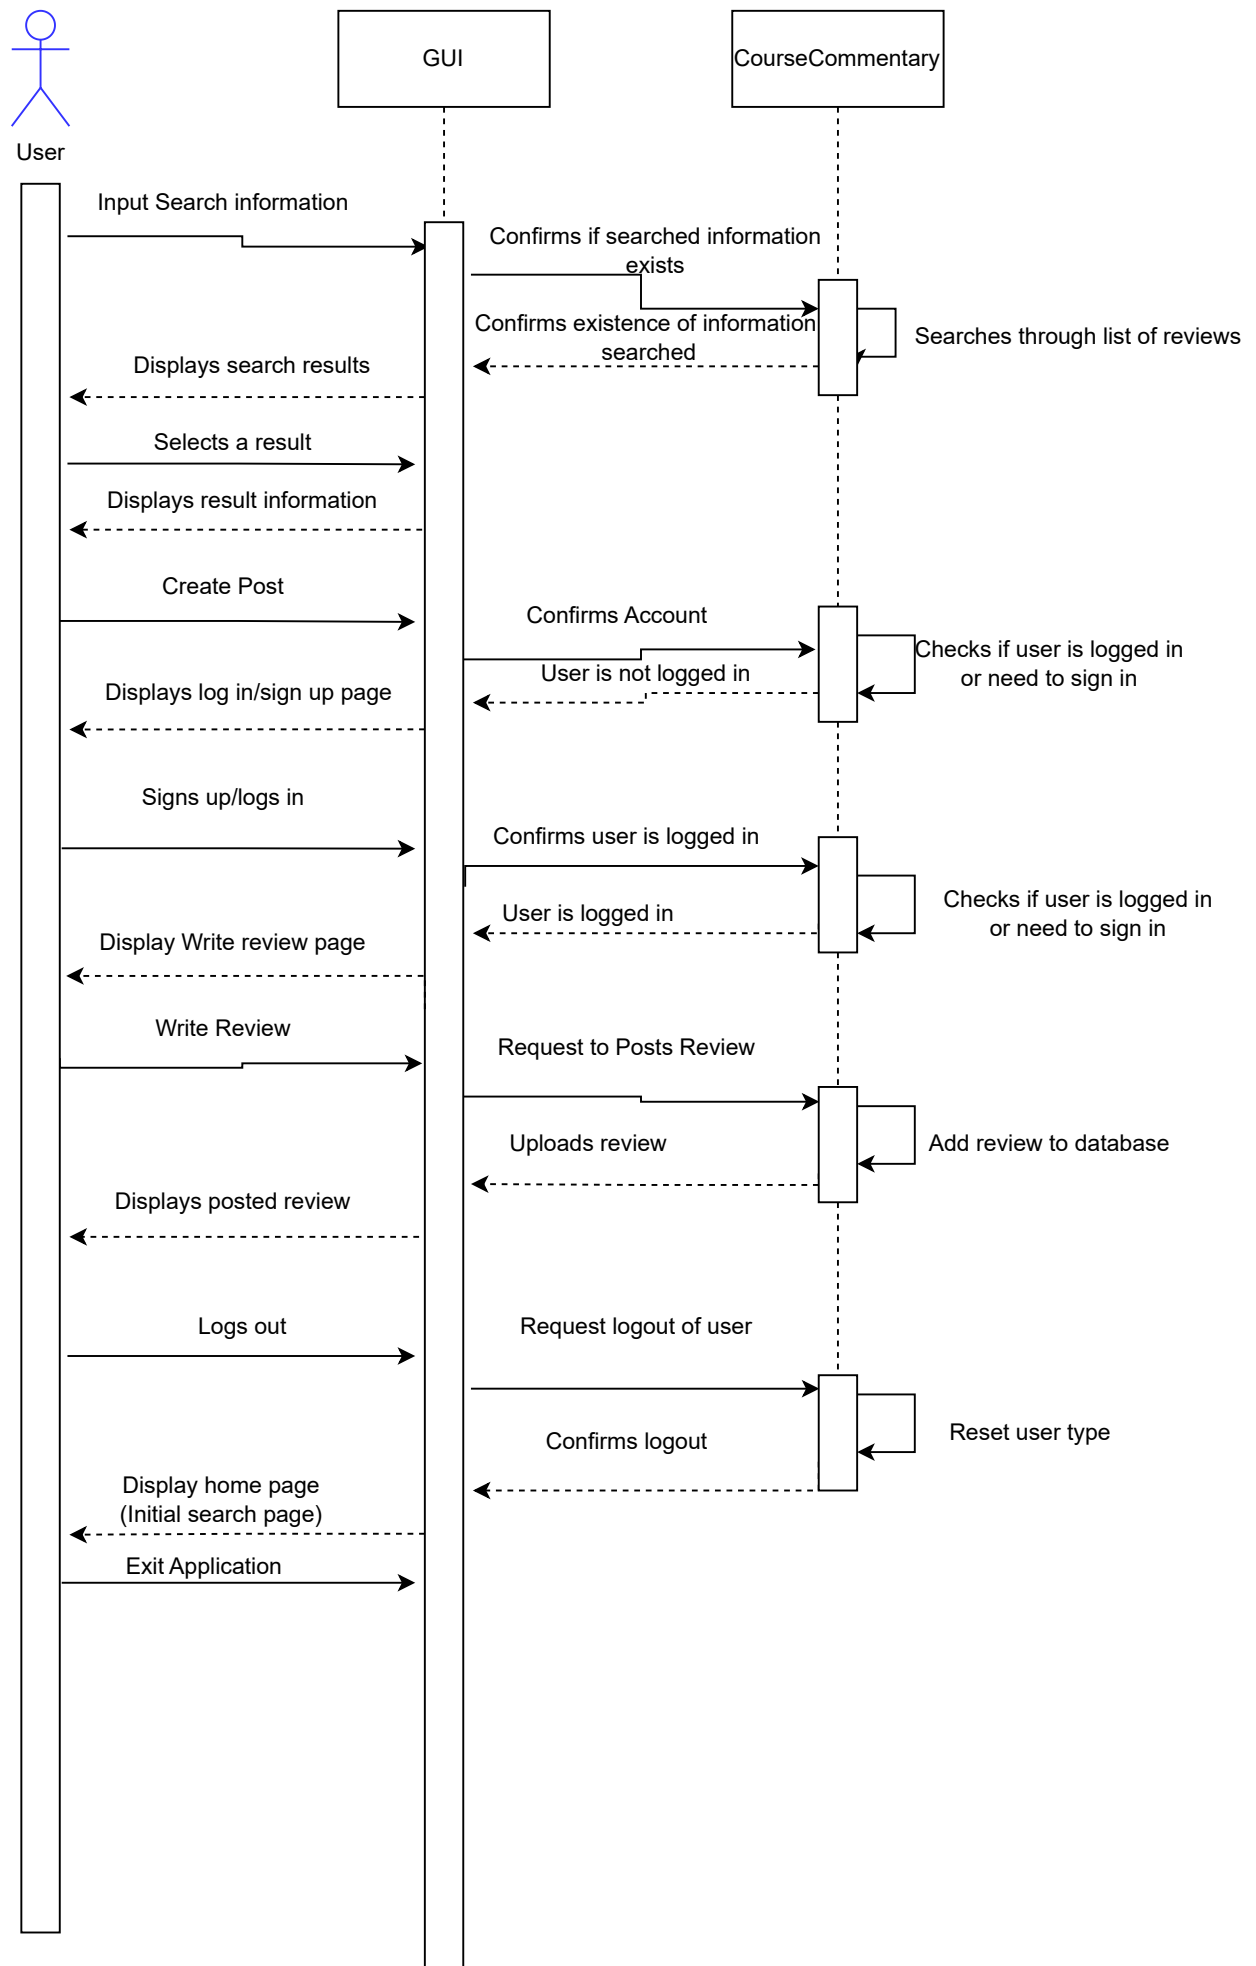 GUI
CourseCommentary
User
Input Search information
Confirms if searched information
exists
Confirms existence of information
searched
Searches through list of reviews
Displays search results
Selects a result
Displays result information
Create Post
Confirms Account
Checks if user is logged in
or need to sign in
User is not logged in
Displays log in/sign up page
Signs up/logs in
Confirms user is logged in
Checks if user is logged in
or need to sign in
User is logged in
Display Write review page
Write Review
Request to Posts Review
Uploads review
Add review to database
Displays posted review
Logs out
Request logout of user
Reset user type
Confirms logout
Display home page
(Initial search page)
Exit Application